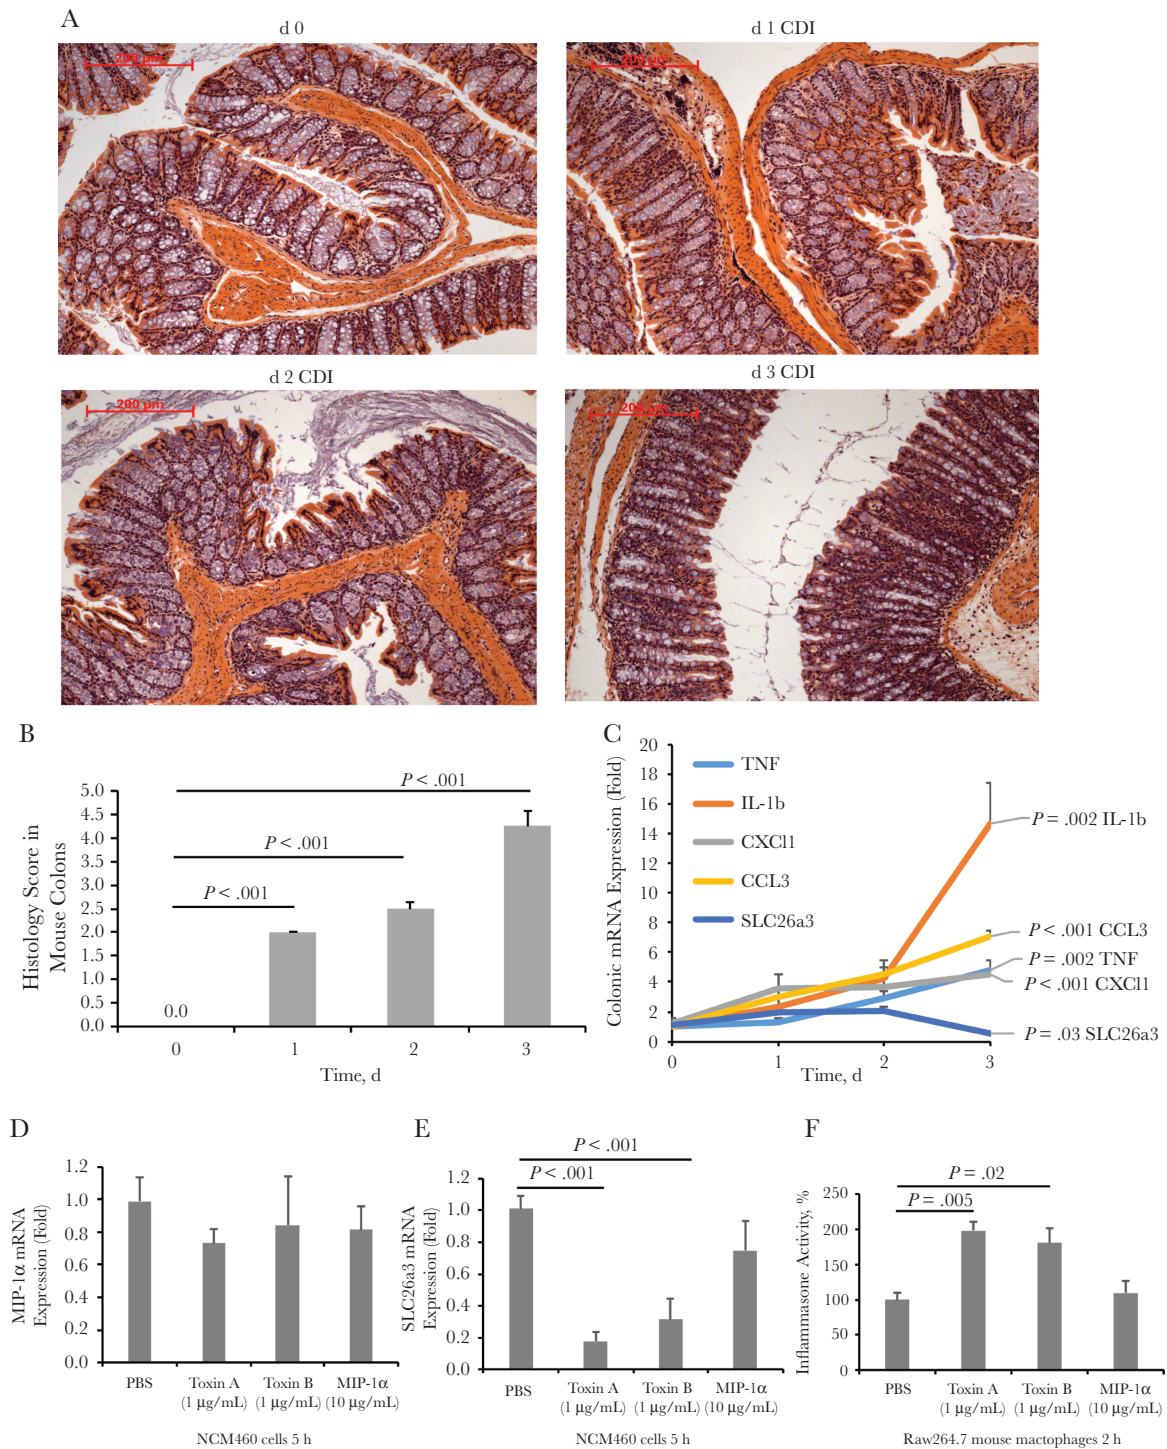 A
d 0
d 1 CDI
200 µm
200 µm
d 2 CDI
d 3 CDI
200 µm
200 µm
B
Histology Score in
Mouse Colons
5.0
4.5
4.0
3.5
3.0
2.5
2.0
1.5
1.0
0.5
0.0
P < .001
P < .001
P < .001
0.0
0
1
2
3
Time, d
C
Colonic mRNA Expression (Fold)
20
18
16
14
12
10
8
6
4
2
0
TNF
IL-1b
CXCl1
CCL3
SLC26a3
P = .002 IL-1b
P < .001 CCL3
P = .002 TNF
P < .001 CXCl1
P = .03 SLC26a3
0
1
2
3
Time, d
D
MIP-1α mRNA
Expression (Fold)
1.2
1.0
0.8
0.6
0.4
0.2
0.0
PBS
Toxin A
(1 µg/mL)
Toxin B
(1 µg/mL)
MIP-1α
(10 µg/mL)
NCM460 cells 5 h
E
SLC26a3 mRNA
Expression (Fold)
P < .001
P < .001
1.2
1.0
0.8
0.6
0.4
0.2
0.0
PBS
Toxin A
(1 µg/mL)
Toxin B
(1 µg/mL)
MIP-1α
(10 µg/mL)
NCM460 cells 5 h
F
Inflammasone Activity, %
P = .02
P = .005
250
200
150
100
50
0
PBS
Toxin A
(1 µg/mL)
Toxin B
(1 µg/mL)
MIP-1α
(10 µg/mL)
Raw264.7 mouse mactophages 2 h